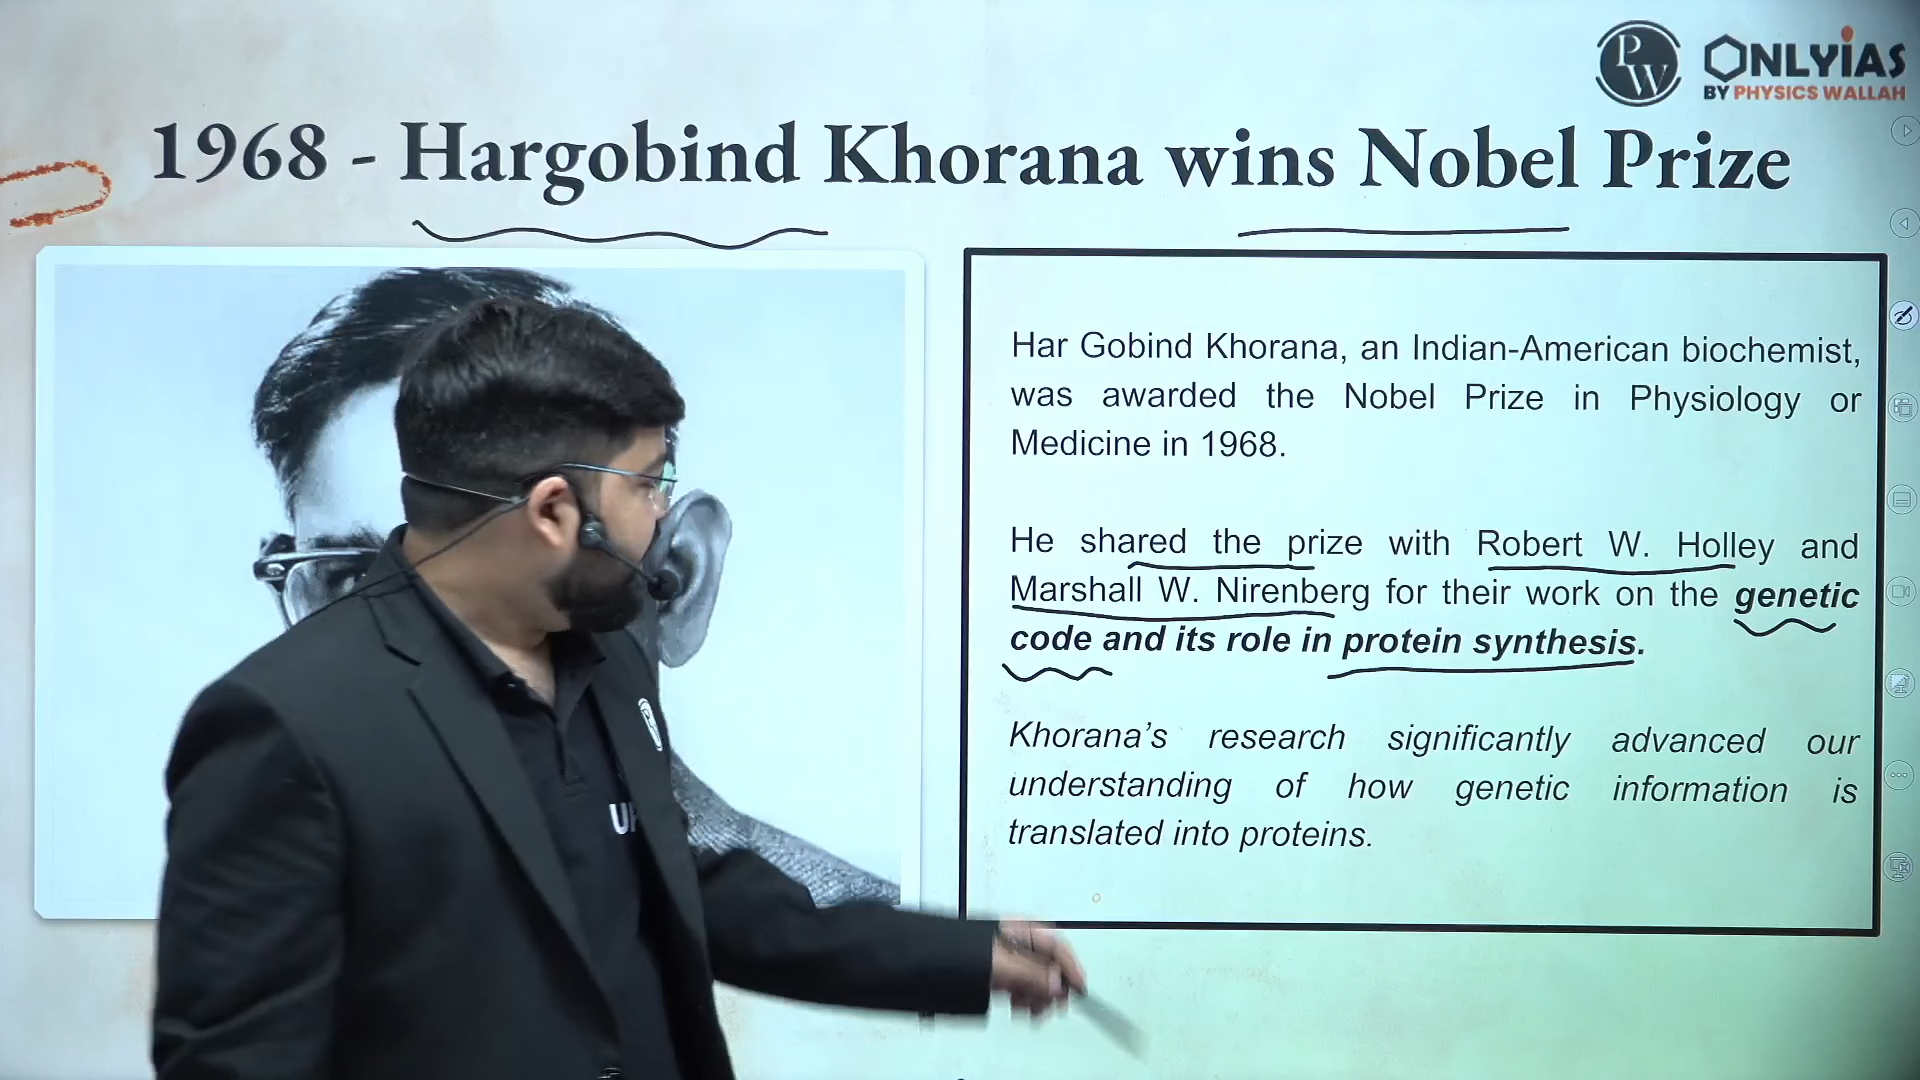 PW
ONLYIAS
BY PHYSICS WALLAH
1968 - Hargobind Khorana wins Nobel Prize
Har Gobind Khorana, an Indian-American biochemist,
was awarded the Nobel Prize in Physiology or
Medicine in 1968.
He shared the prize with Robert W. Holley and
Marshall W. Nirenberg for their work on the genetic
code and its role in protein synthesis.
Khorana's research significantly advanced our
understanding of how genetic information is
translated into proteins.